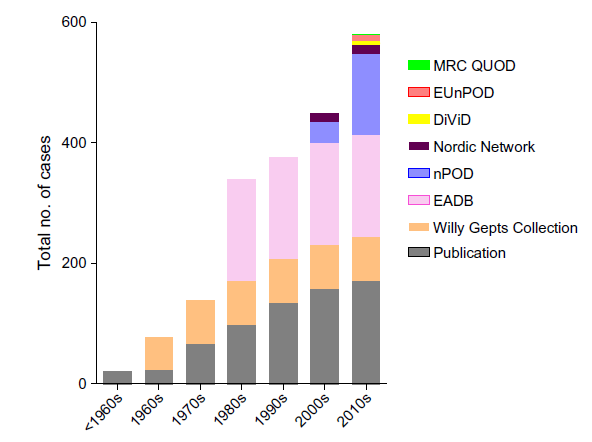 600
400
200
0
Total no. of cases
<1960s
1960s
1970s
1980s
1990s
2000s
2010s
MRC QUOD
EUnPOD
DiViD
Nordic Network
nPOD
EADB
Willy Gepts Collection
Publication